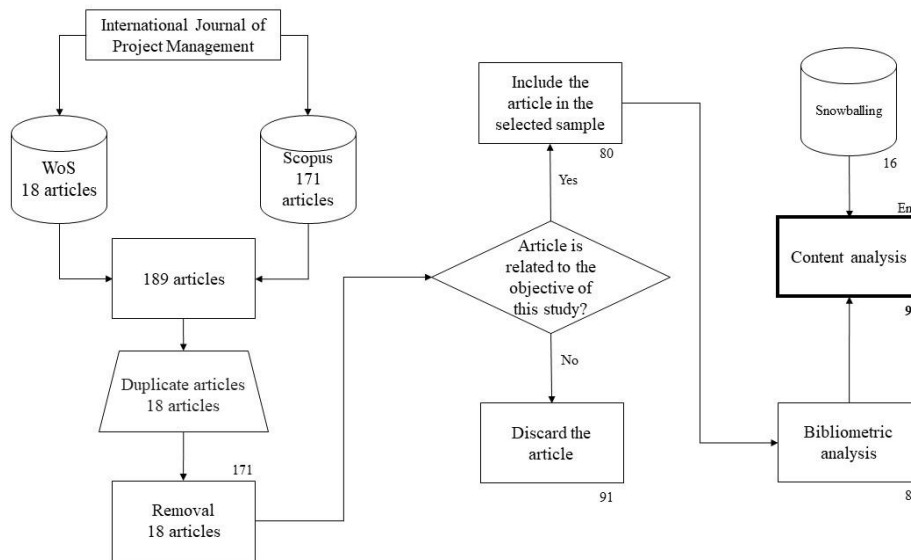 International Journal of
Project Management
WoS
18 articles
Scopus
171
articles
189 articles
Duplicate articles
18 articles
171
Removal
18 articles
Include the
article in the
selected sample
80
Yes
Article is
related to the
objective of
this study?
No
Discard the
article
91
Snowballing
16
Content analysis
Bibliometric
analysis